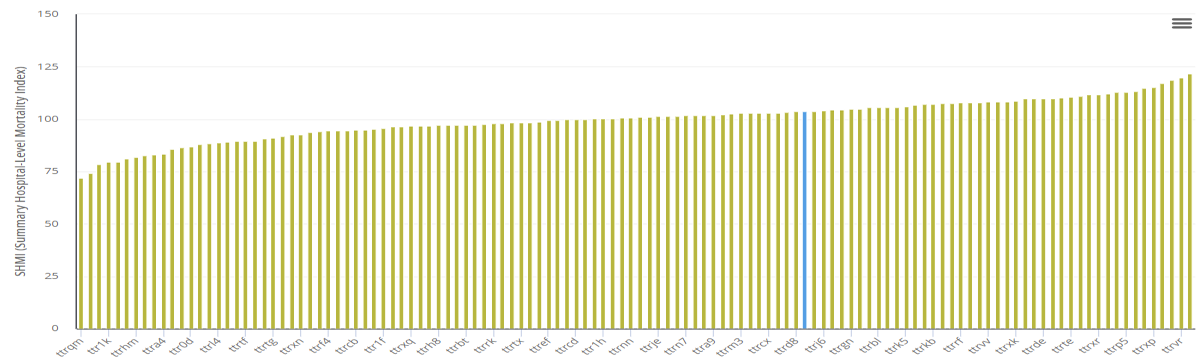 150
125
100
75
50
25
0
SHMI (Summary Hospital-Level Mortality Index)
ttrqm
ttr1k
ttrhm
ttra4
ttr0d
ttrl4
ttrtf
ttrtg
ttrxn
ttrf4
ttrcb
ttr1f
ttrxq
ttrh8
ttrbt
ttrrk
ttrtx
ttref
ttrcd
ttr1h
ttrnn
ttrje
ttrn7
ttra9
ttrm3
ttrcx
ttrd8
ttrj6
ttrgn
ttrbl
ttrk5
ttrkb
ttrrf
ttrvv
ttrxk
ttrde
ttrte
ttrxr
ttrp5
ttrxp
ttrvr